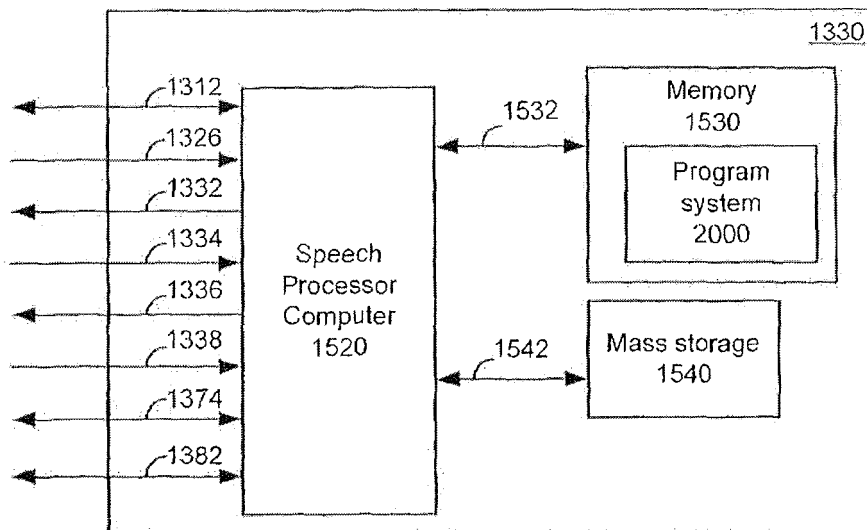 1330
1312
1326
1332
1334
1336
1338
1374
1382
Speech
Processor
Computer
1520
1532
1542
Memory
1530
Program
system
2000
Mass storage
1540